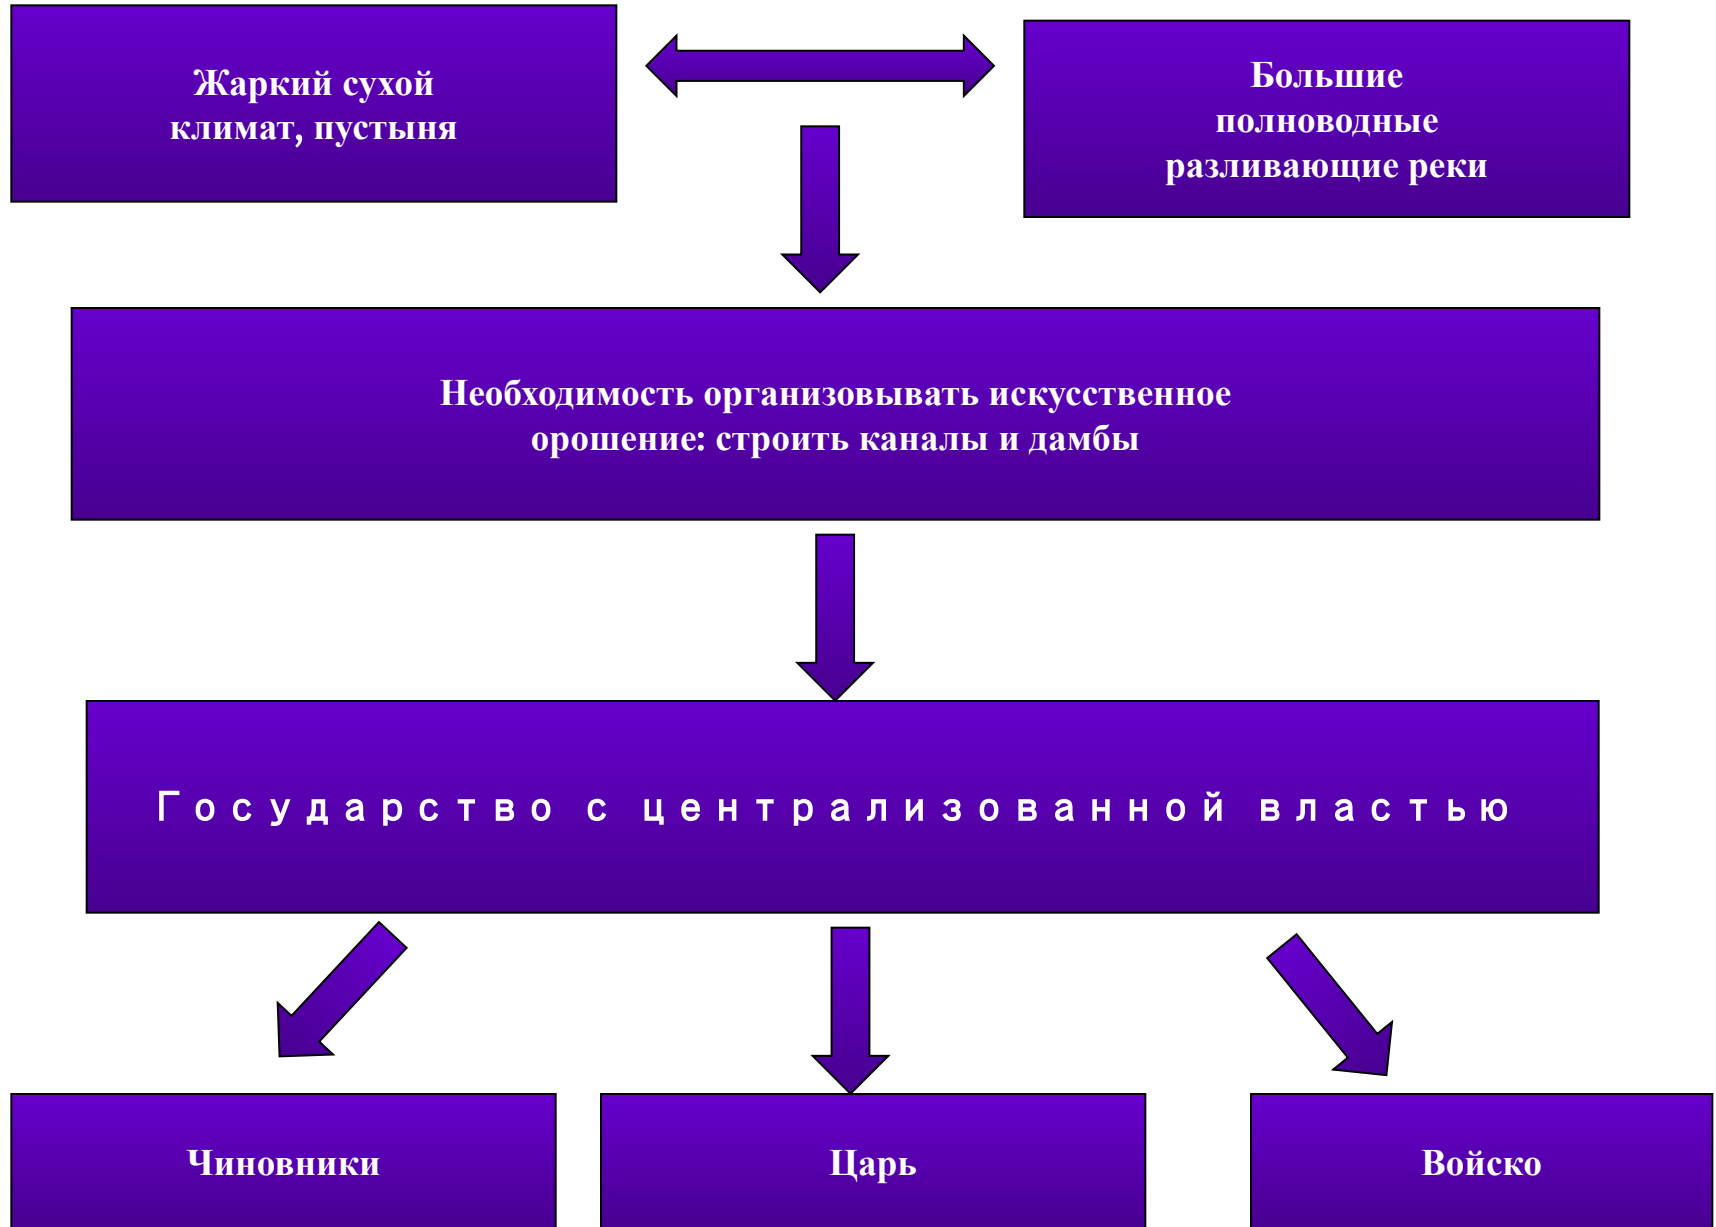 Жаркий сухой
климат, пустыня
Большие
полноводные
разливающие реки
Необходимость организовывать искусственное
орошение: строить каналы и дамбы
Государство с централизованной властью
Чиновники
Царь
Войско